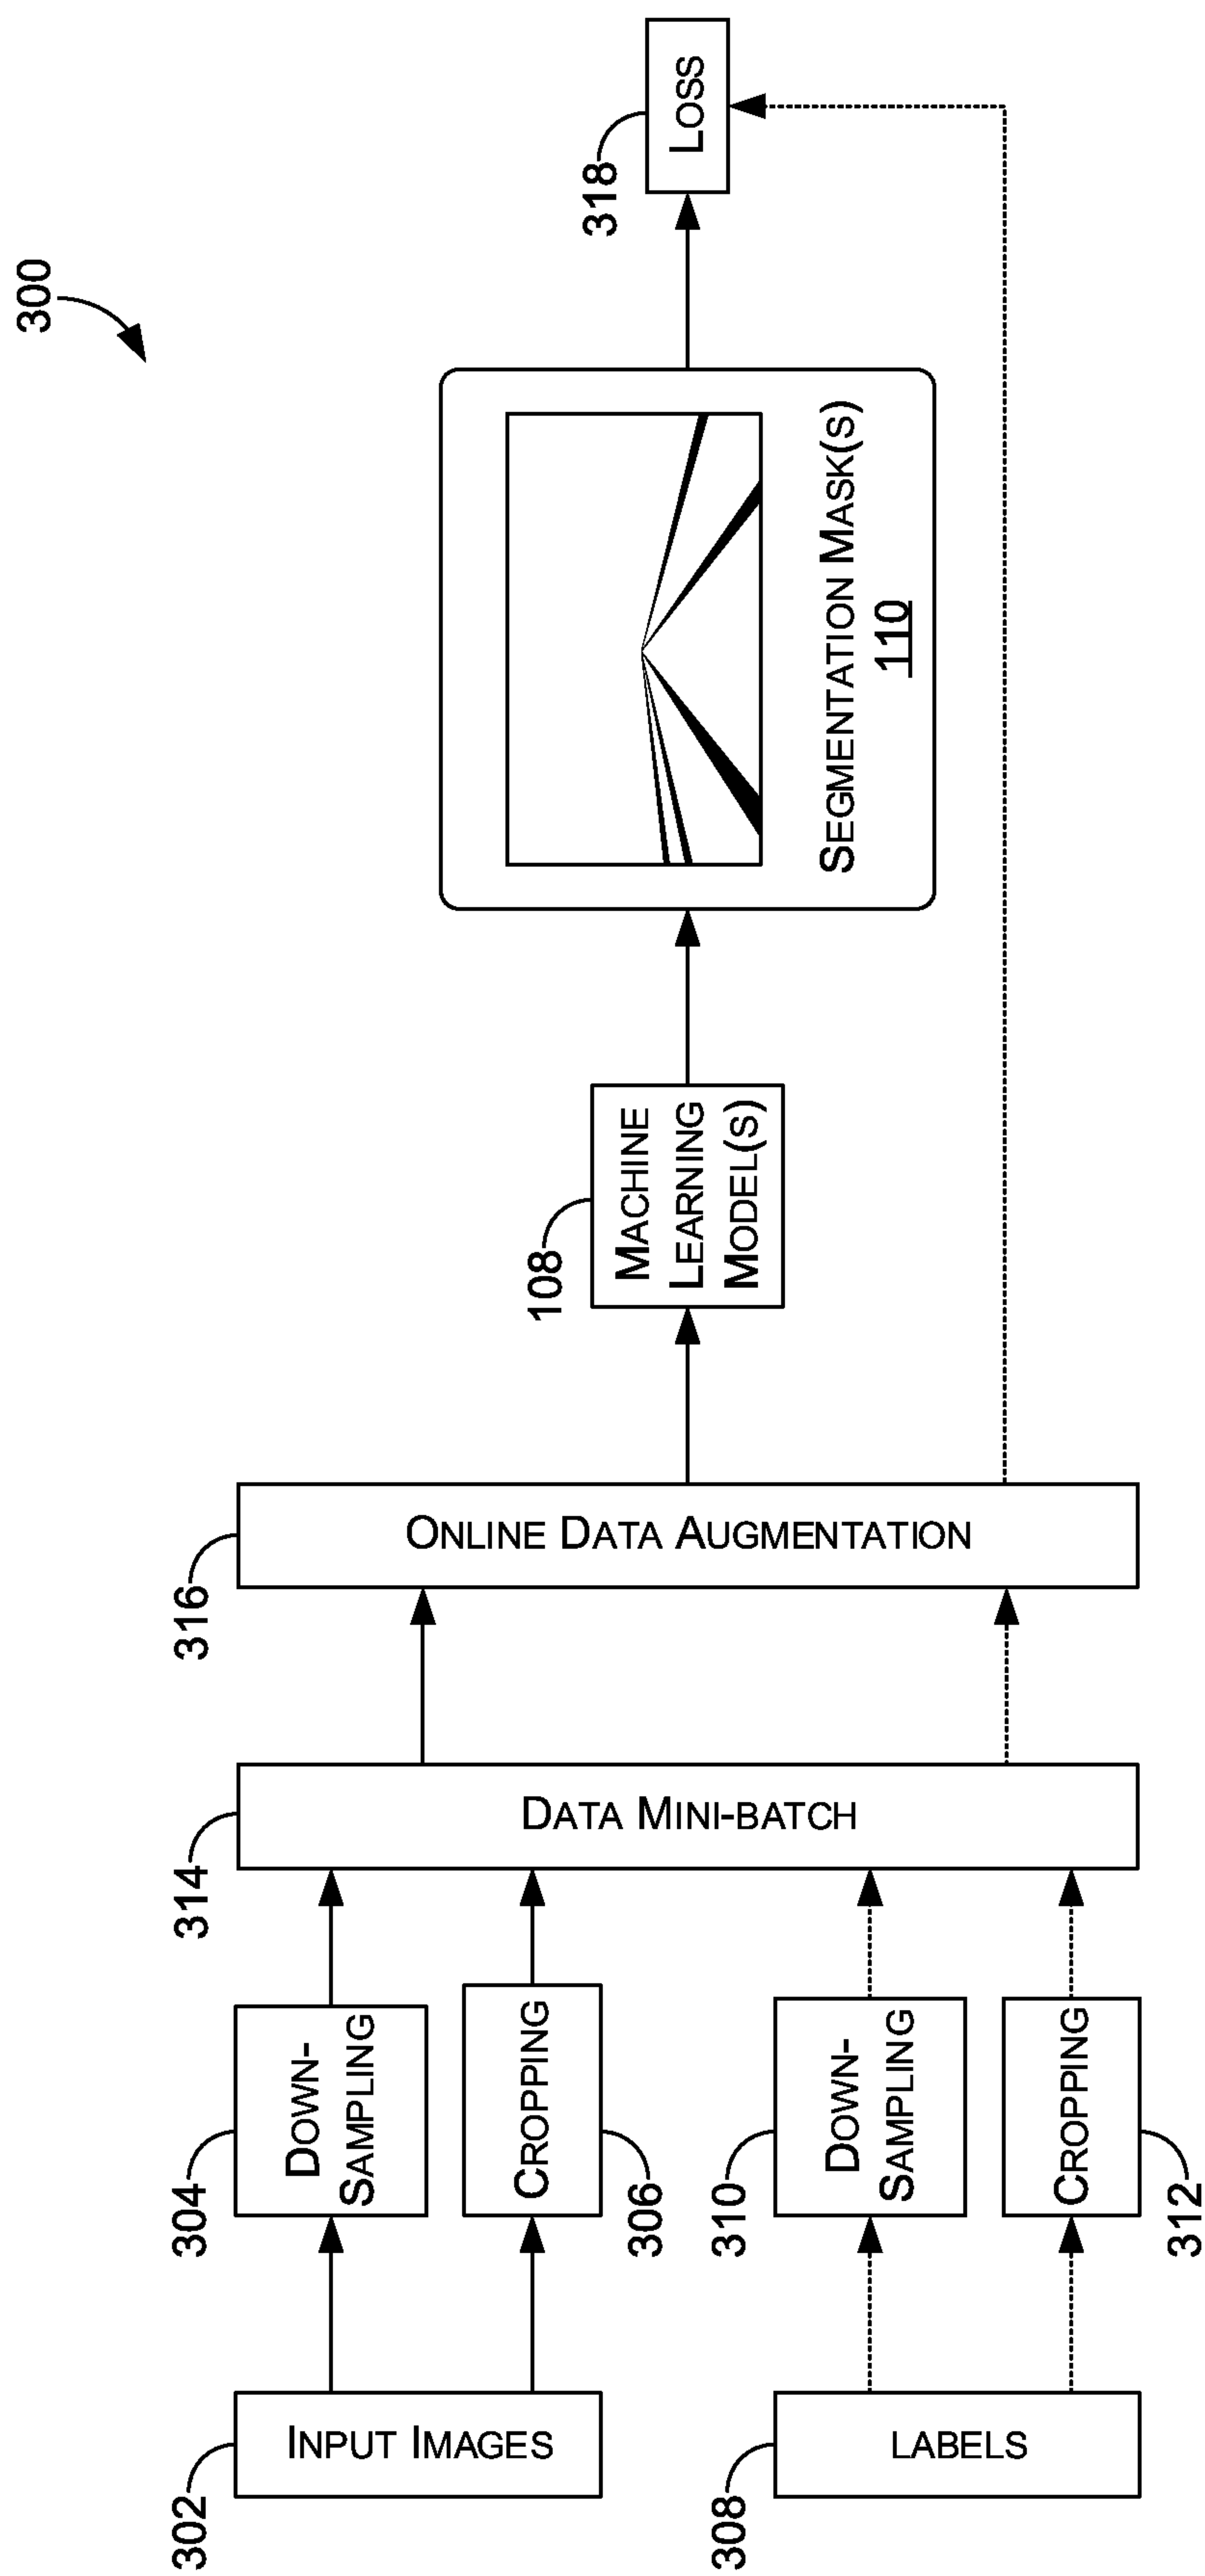 300
302
INPUT IMAGES
304
DOWN-
SAMPLING
CROPPING
306
308
LABELS
310
DOWN-
SAMPLING
CROPPING
312
314
DATA MINI-BATCH
316
ONLINE DATA AUGMENTATION
108
MACHINE
LEARNING
MODEL(S)
SEGMENTATION MASK(S)
110
318
LOSS